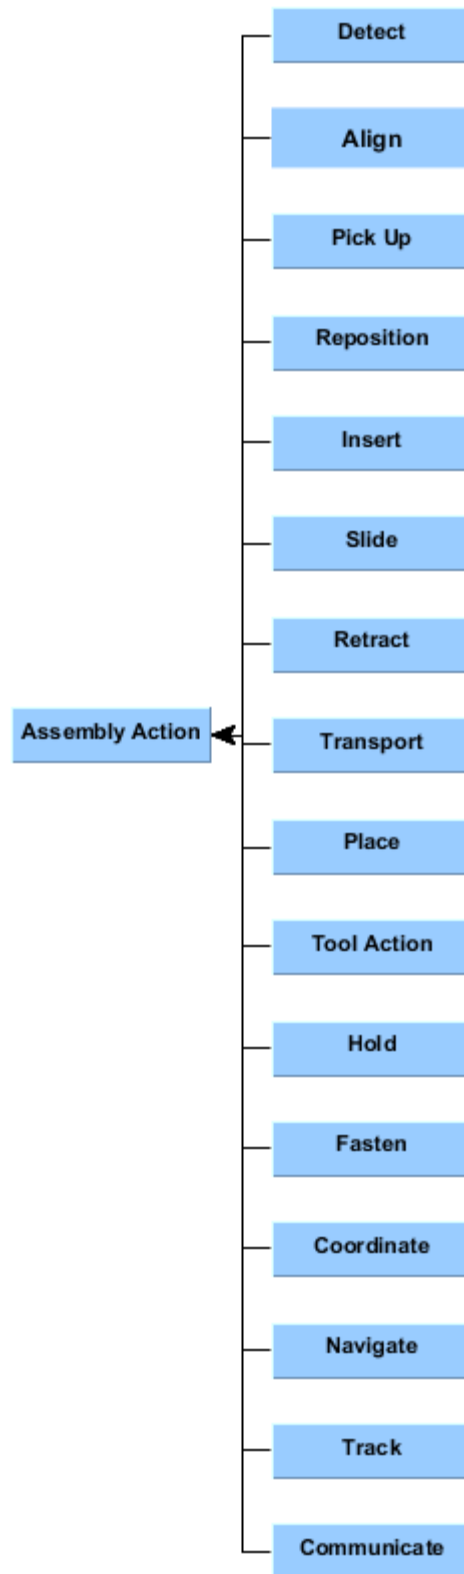 Detect
Align
Pick Up
Reposition
Insert
Slide
Retract
Assembly Action
Transport
Place
Tool Action
Hold
Fasten
Coordinate
Navigate
Track
Communicate